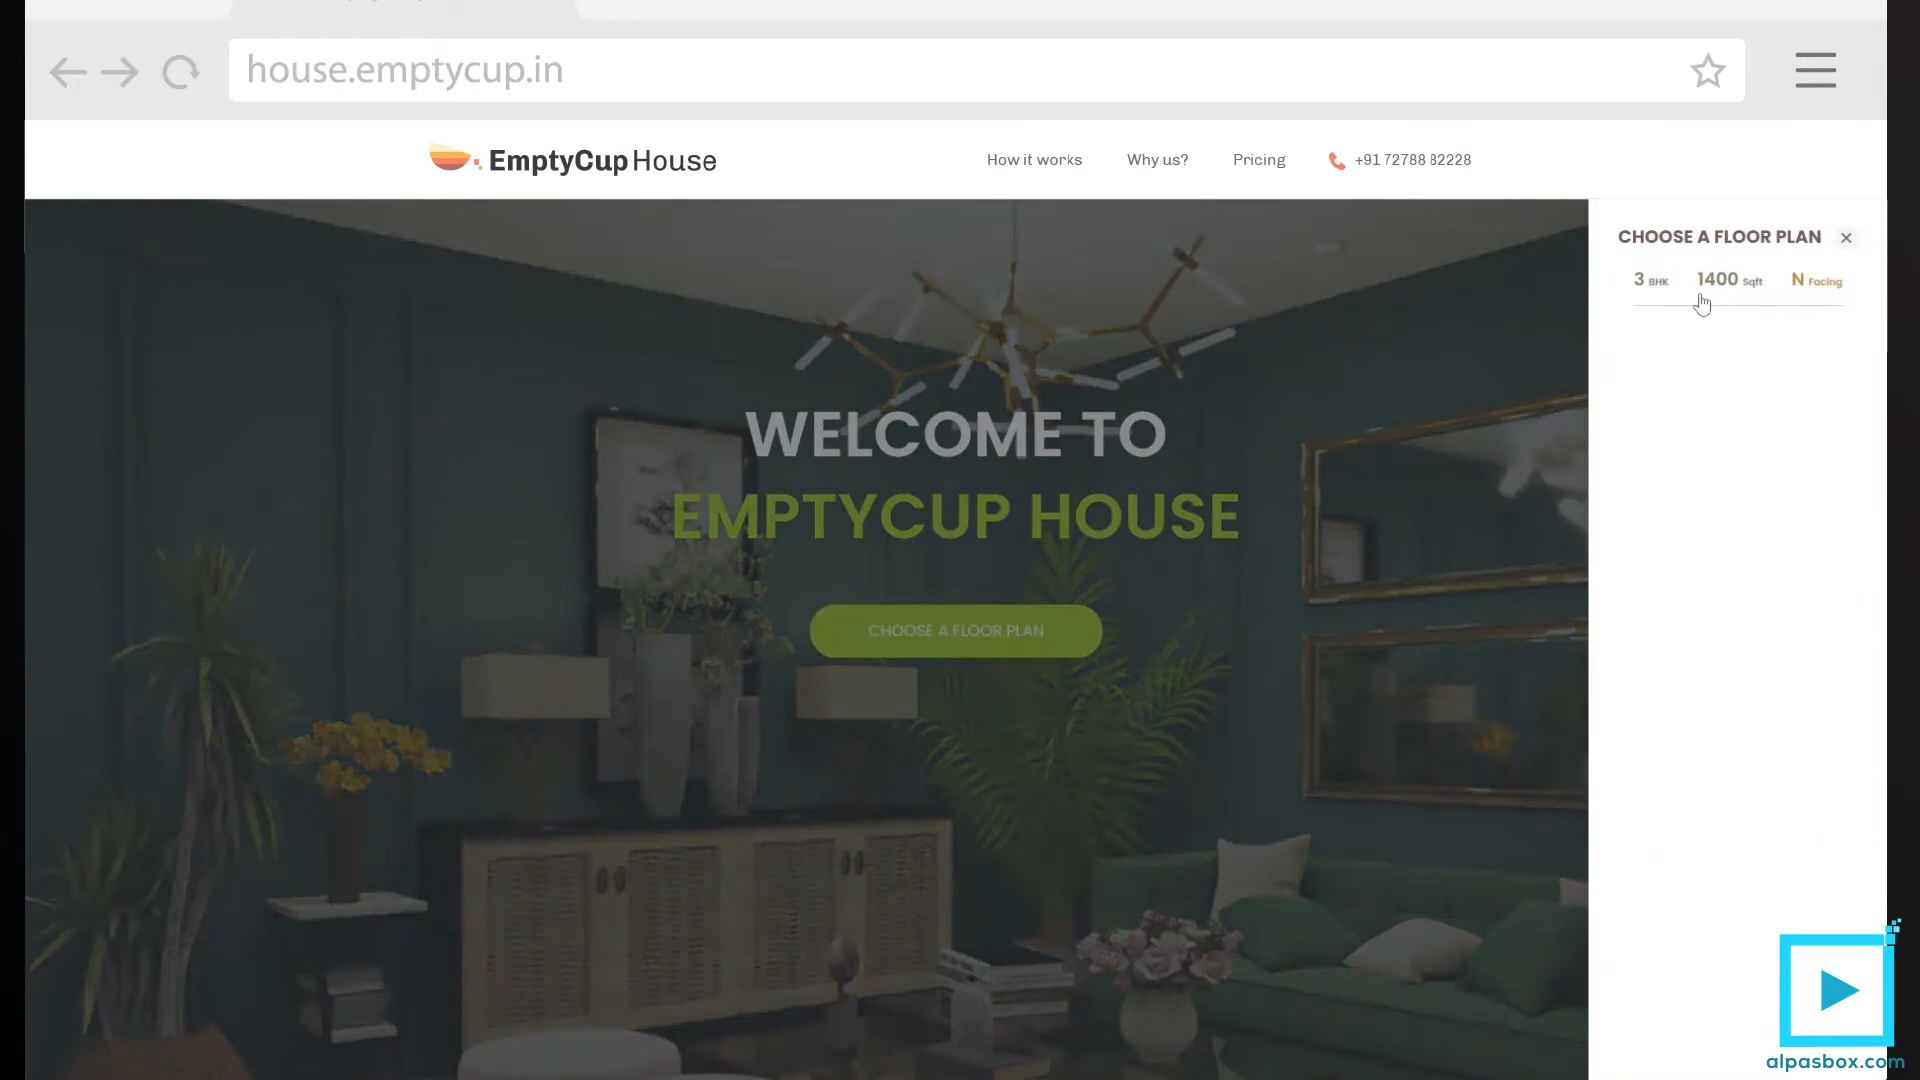 house.emptycup.in
EmptyCup House
How it works
Why us?
Pricing
+91 72788 82228
CHOOSE A FLOOR PLAN
3 BHK 1400 Sqft N Facing
WELCOME TO
EMPTYCUP HOUSE
CHOOSE A FLOOR PLAN
alpasbox.com